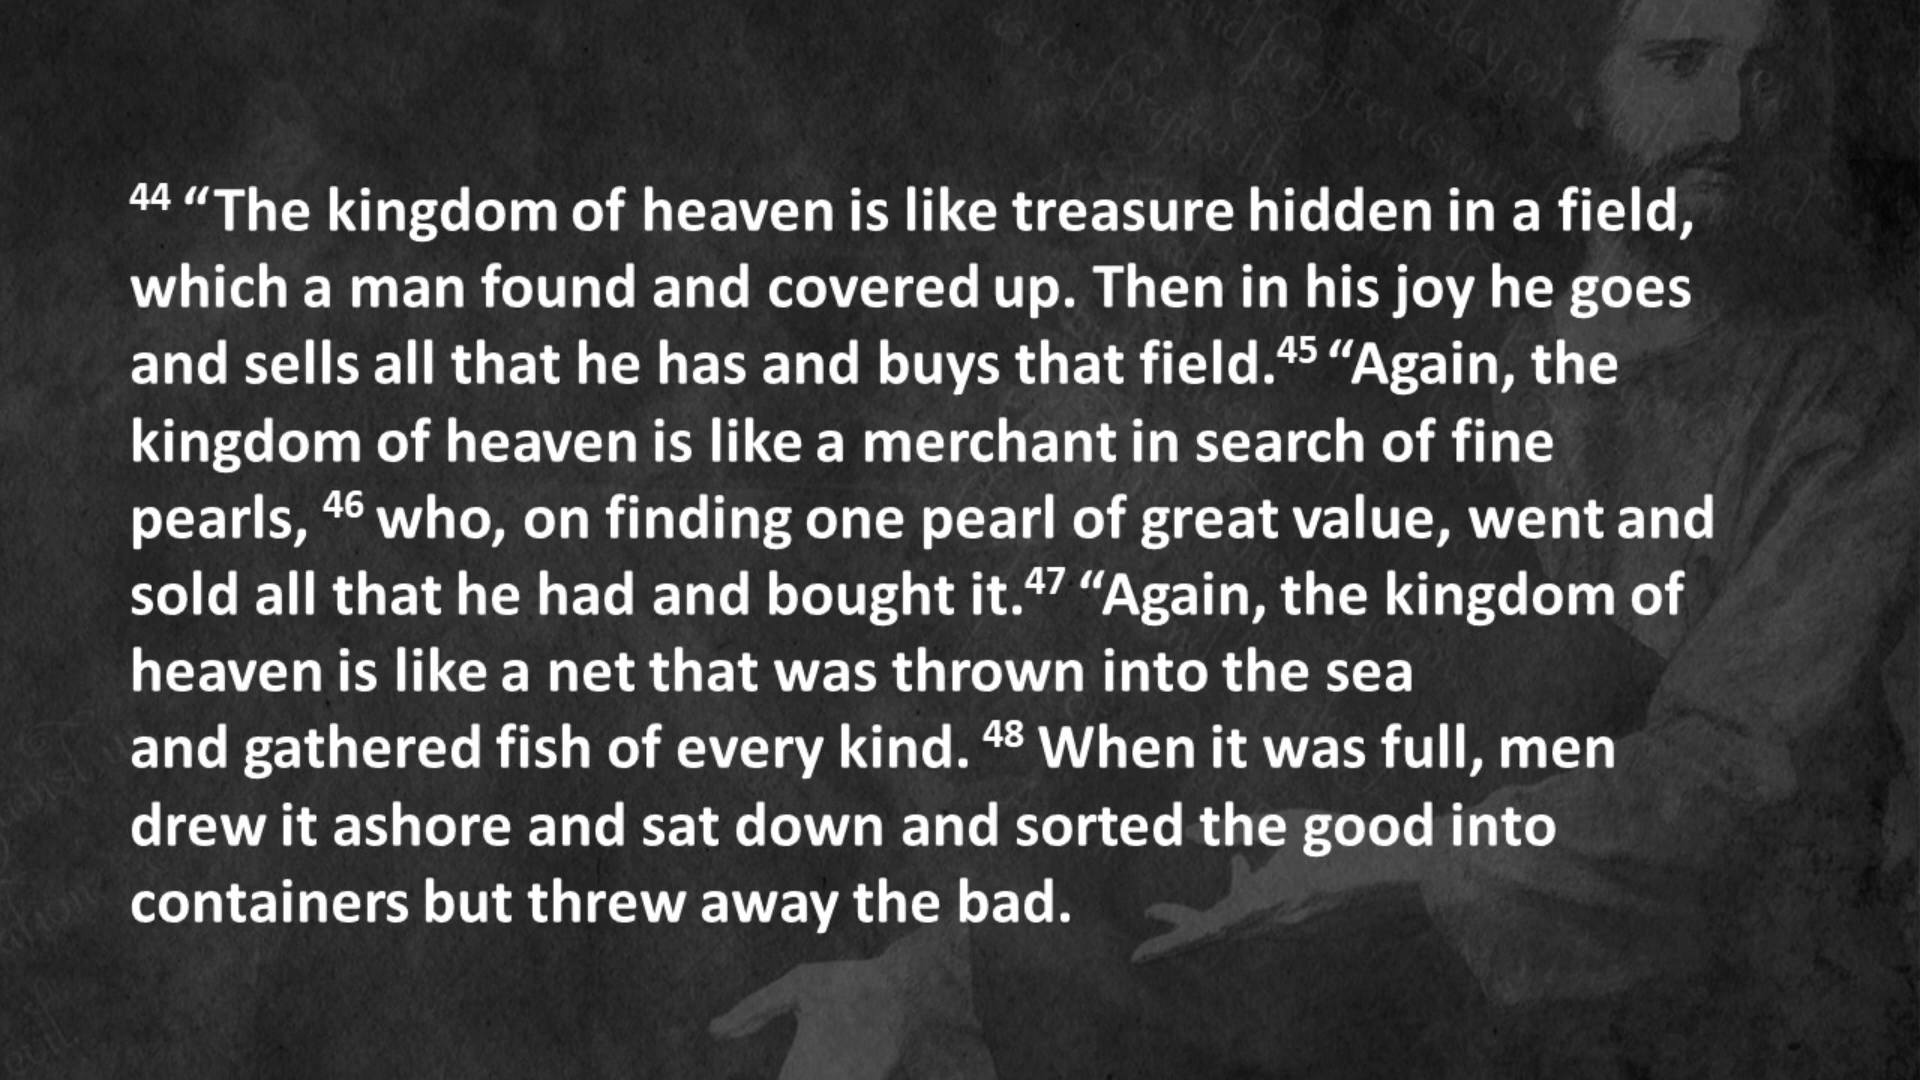 44 “The kingdom of heaven is like treasure hidden in a field,
which a man found and covered up. Then in his joy he goes
and sells all that he has and buys that field.45 “Again, the
kingdom of heaven is like a merchant in search of fine
pearls, 46 who, on finding one pearl of great value, went and
sold all that he had and bought it.47 “Again, the kingdom of
heaven is like a net that was thrown into the sea
and gathered fish of every kind. 48 When it was full, men
drew it ashore and sat down and sorted the good into
containers but threw away the bad.